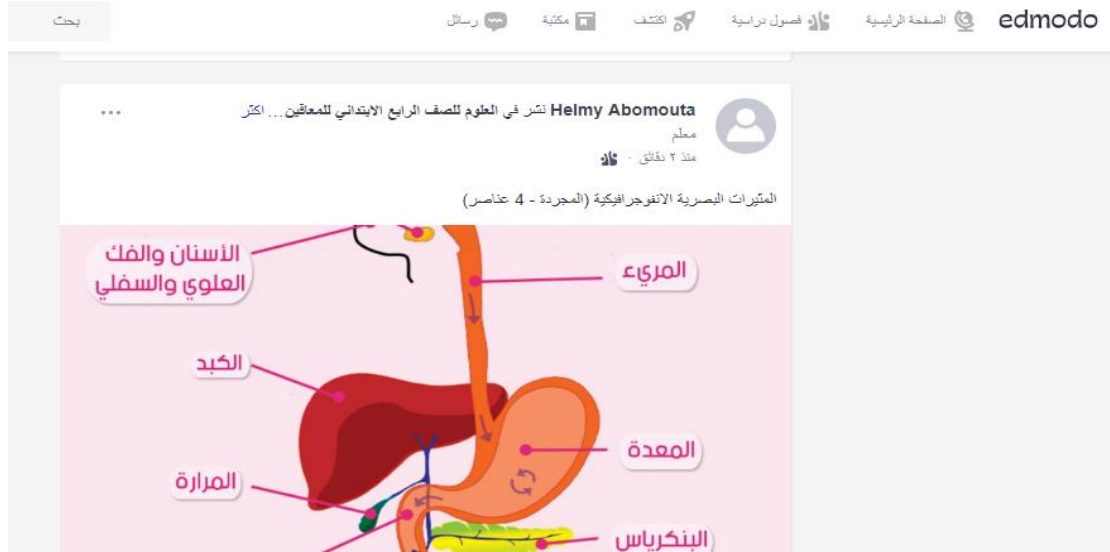 edmodo
الصفحة الرئيسية
فصول دراسية
اكتشف
مكتبة
رسائل
بحث
Helmy Abomouta نشر في العلوم للصف الرابع الابتدائي للمعاقين... اكثر
معلم
منذ ٢ دقائق ·
المثيرات البصرية الانفوجرافيكية (المجردة - 4 عناصر)
الأسنان والفك
العلوي والسفلي
المريء
الكبد
المعدة
المرارة
البنكرياس